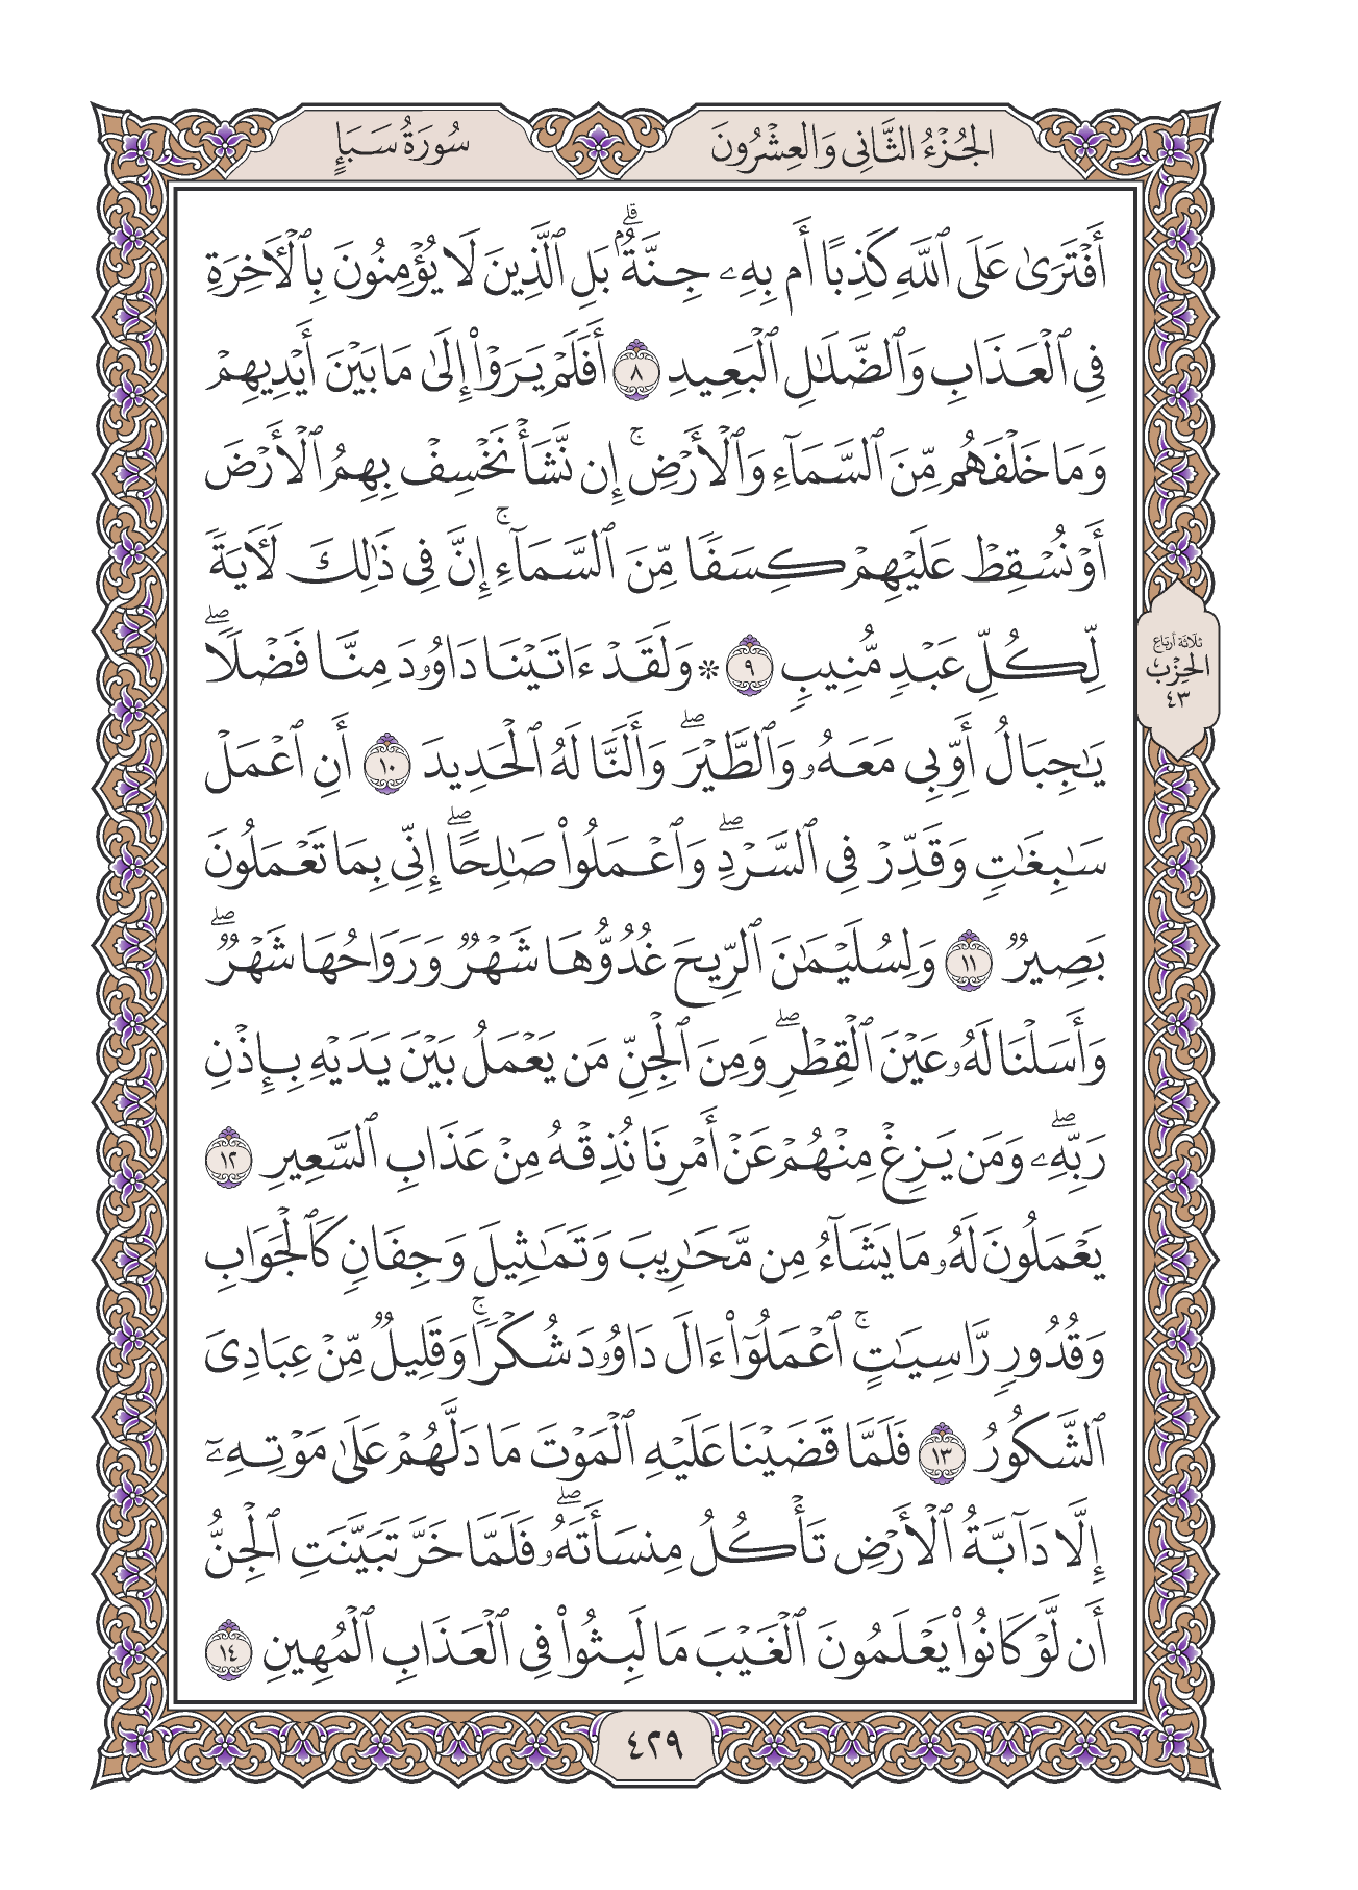 الجُزْءُ الثَّانِي وَالعِشْرُونَ
سُورَةُ سَبَإٍ
أَفْتَرَىٰ عَلَى ٱللَّهِ كَذِبًا أَم بِهِۦ جِنَّةُۢۗ بَلِ ٱلَّذِينَ لَا يُؤْمِنُونَ بِٱلْأَخِرَةِ
فِى ٱلْعَذَابِ وَٱلضَّلَٰلِ ٱلْبَعِيدِ ٨ أَفَلَمْ يَرَوْا۟ إِلَىٰ مَا بَيْنَ أَيْدِيهِمْ
وَمَا خَلْفَهُم مِّنَ ٱلسَّمَآءِ وَٱلْأَرْضِۚ إِن نَّشَأْ نَخْسِفْ بِهِمُ ٱلْأَرْضَ
أَوْ نُسْقِطْ عَلَيْهِمْ كِسَفًا مِّنَ ٱلسَّمَآءِۚ إِنَّ فِى ذَٰلِكَ لَأَيَةً
لِّكُلِّ عَبْدٍ مُّنِيبٍ ٩ * وَلَقَدْ ءَاتَيْنَا دَاوُۥدَ مِنَّا فَضْلًاۖ
يَٰجِبَالُ أَوِّبِى مَعَهُۥ وَٱلطَّيْرَۖ وَأَلَنَّا لَهُ ٱلْحَدِيدَ ١٠ أَنِ ٱعْمَلْ
سَٰبِغَٰتٍ وَقَدِّرْ فِى ٱلسَّرْدِۖ وَٱعْمَلُوا۟ صَٰلِحًاۖ إِنِّى بِمَا تَعْمَلُونَ
بَصِيرٌ ١١ وَلِسُلَيْمَٰنَ ٱلرِّيحَ غُدُوُّهَا شَهْرٌ وَرَوَاحُهَا شَهْرٌۖ
وَأَسَلْنَا لَهُۥ عَيْنَ ٱلْقِطْرِۖ وَمِنَ ٱلْجِنِّ مَن يَعْمَلُ بَيْنَ يَدَيْهِ بِإِذْنِ
رَبِّهِۦۖ وَمَن يَزِغْ مِنْهُمْ عَنْ أَمْرِنَا نُذِقْهُ مِنْ عَذَابِ ٱلسَّعِيرِ ١٢
يَعْمَلُونَ لَهُۥ مَا يَشَآءُ مِن مَّحَٰرِيبَ وَتَمَٰثِيلَ وَجِفَانٍ كَٱلْجَوَابِ
وَقُدُورٍ رَّاسِيَٰتٍۚ ٱعْمَلُوٓا۟ ءَالَ دَاوُۥدَ شُكْرًاۚ وَقَلِيلٌ مِّنْ عِبَادِىَ
ٱلشَّكُورُ ١٣ فَلَمَّا قَضَيْنَا عَلَيْهِ ٱلْمَوْتَ مَا دَلَّهُمْ عَلَىٰ مَوْتِهِۦٓ
إِلَّا دَآبَّةُ ٱلْأَرْضِ تَأْكُلُ مِنسَأَتَهُۥۖ فَلَمَّا خَرَّ تَبَيَّنَتِ ٱلْجِنُّ
أَن لَّوْ كَانُوا۟ يَعْلَمُونَ ٱلْغَيْبَ مَا لَبِثُوا۟ فِى ٱلْعَذَابِ ٱلْمُهِينِ ١٤
ثلاثة أرباع
الحِزْب
٤٣
٤٢٩